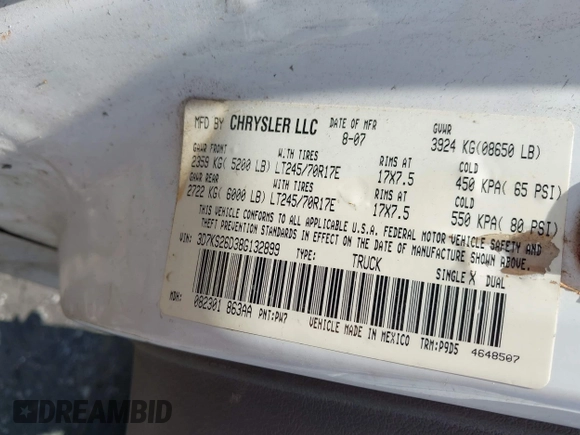 MFD BY CHRYSLER LLC DATE OF MFR 8-07 GVWR 3924 KG(08650 LB)
GAWR FRONT WITH TIRES RIMS AT COLD
2359 KG( 5200 LB) LT245/70R17E 17X7.5 450 KPA( 65 PSI)
GAWR REAR WITH TIRES RIMS AT COLD
2722 KG( 6000 LB) LT245/70R17E 17X7.5 550 KPA( 80 PSI)
THIS VEHICLE CONFORMS TO ALL APPLICABLE U.S.A. FEDERAL MOTOR VEHICLE SAFETY AND
THEFT PREVENTION STANDARDS IN EFFECT ON THE DATE OF MANUFACTURE SHOWN ABOVE.
VIN: 3D7KS26D38G132899 TYPE: TRUCK SINGLE X DUAL
MDH: 082301 863AA PNT:PW7 VEHICLE MADE IN MEXICO TRM:P9D5 4648507
DREAMBID